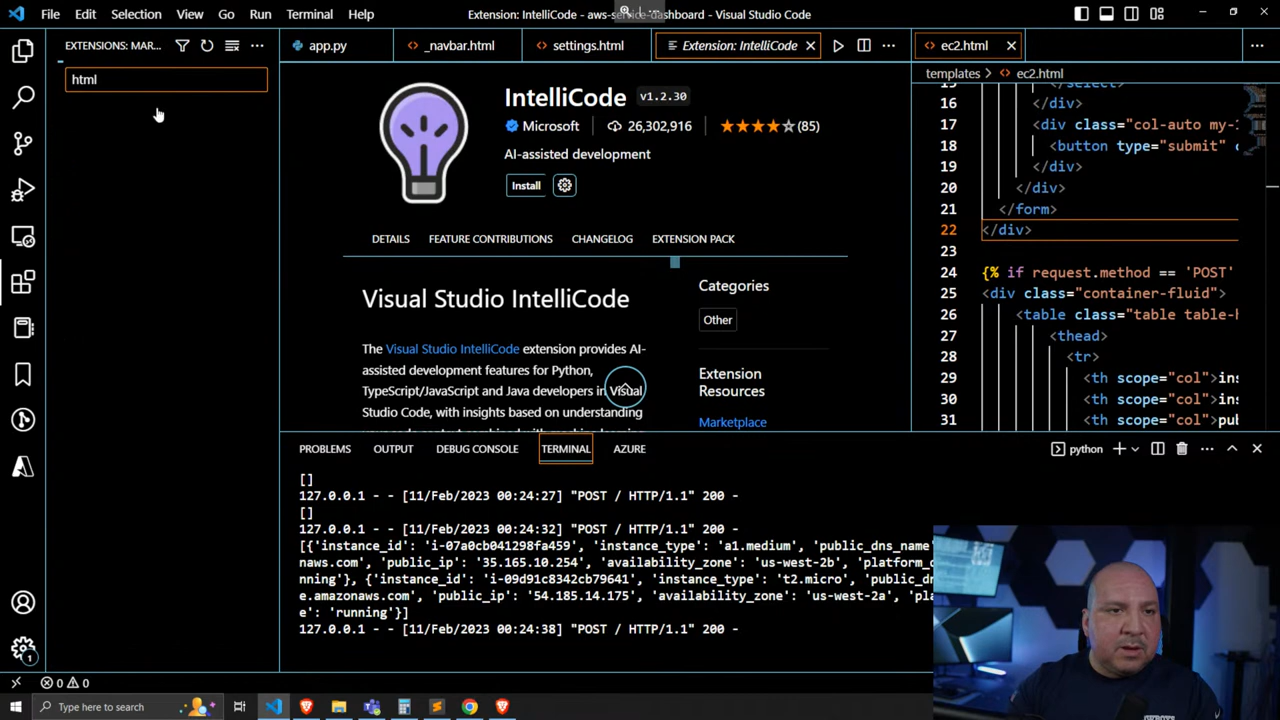 File Edit Selection View Go Run Terminal Help
Extension: IntelliCode - aws-service-dashboard - Visual Studio Code
EXTENSIONS: MAR...
html
app.py
_navbar.html
settings.html
Extension: IntelliCode
ec2.html
templates > ec2.html
IntelliCode v1.2.30
Microsoft 26,302,916 (85)
AI-assisted development
Install
DETAILS FEATURE CONTRIBUTIONS CHANGELOG EXTENSION PACK
Visual Studio IntelliCode
The Visual Studio IntelliCode extension provides AI-
assisted development features for Python,
TypeScript/JavaScript and Java developers in Visual
Studio Code, with insights based on understanding
Categories
Other
Extension
Resources
Marketplace
16 </div>
17 <div class="col-auto my-
18 <button type="submit"
19 </div>
20 </div>
21 </form>
22 </div>
23
24 {% if request.method == 'POST'
25 <div class="container-fluid">
26 <table class="table table-h
27 <thead>
28 <tr>
29 <th scope="col">ins
30 <th scope="col">ins
31 <th scope="col">pub
PROBLEMS OUTPUT DEBUG CONSOLE TERMINAL AZURE
python
[]
127.0.0.1 - - [11/Feb/2023 00:24:27] "POST / HTTP/1.1" 200 -
[]
127.0.0.1 - - [11/Feb/2023 00:24:32] "POST / HTTP/1.1" 200 -
[{'instance_id': 'i-07a0cb041298fa459', 'instance_type': 'a1.medium', 'public_dns_name'
naws.com', 'public_ip': '35.165.10.254', 'availability_zone': 'us-west-2b', 'platform_d
nning'}, {'instance_id': 'i-09d91c8342cb79641', 'instance_type': 't2.micro', 'public_dn
e.amazonaws.com', 'public_ip': '54.185.14.175', 'availability_zone': 'us-west-2a', 'pla
e': 'running'}]
127.0.0.1 - - [11/Feb/2023 00:24:38] "POST / HTTP/1.1" 200 -
1
0 0
Type here to search